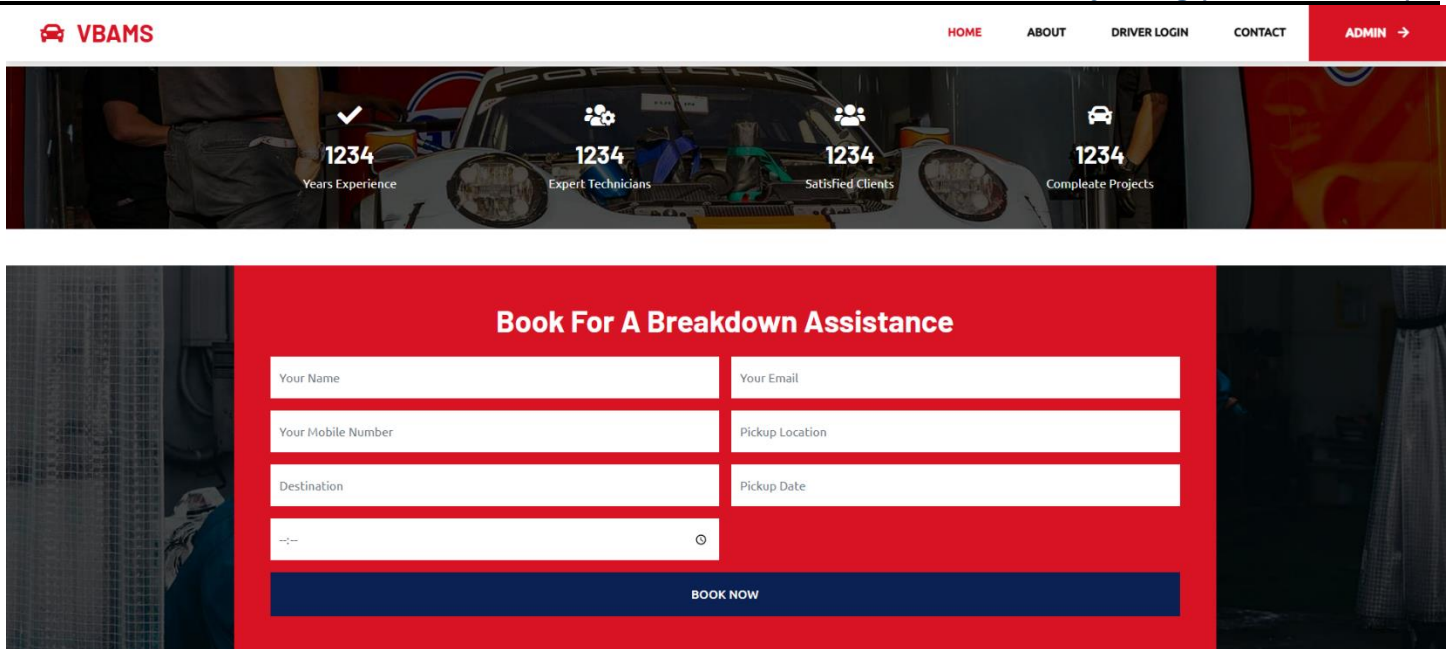 VBAMS
HOME ABOUT DRIVER LOGIN CONTACT ADMIN →
PORSCHE
1234 1234 1234 1234
Years Experience Expert Technicians Satisfied Clients Compleate Projects
Book For A Breakdown Assistance
Your Name Your Email
Your Mobile Number Pickup Location
Destination Pickup Date
--:--
BOOK NOW